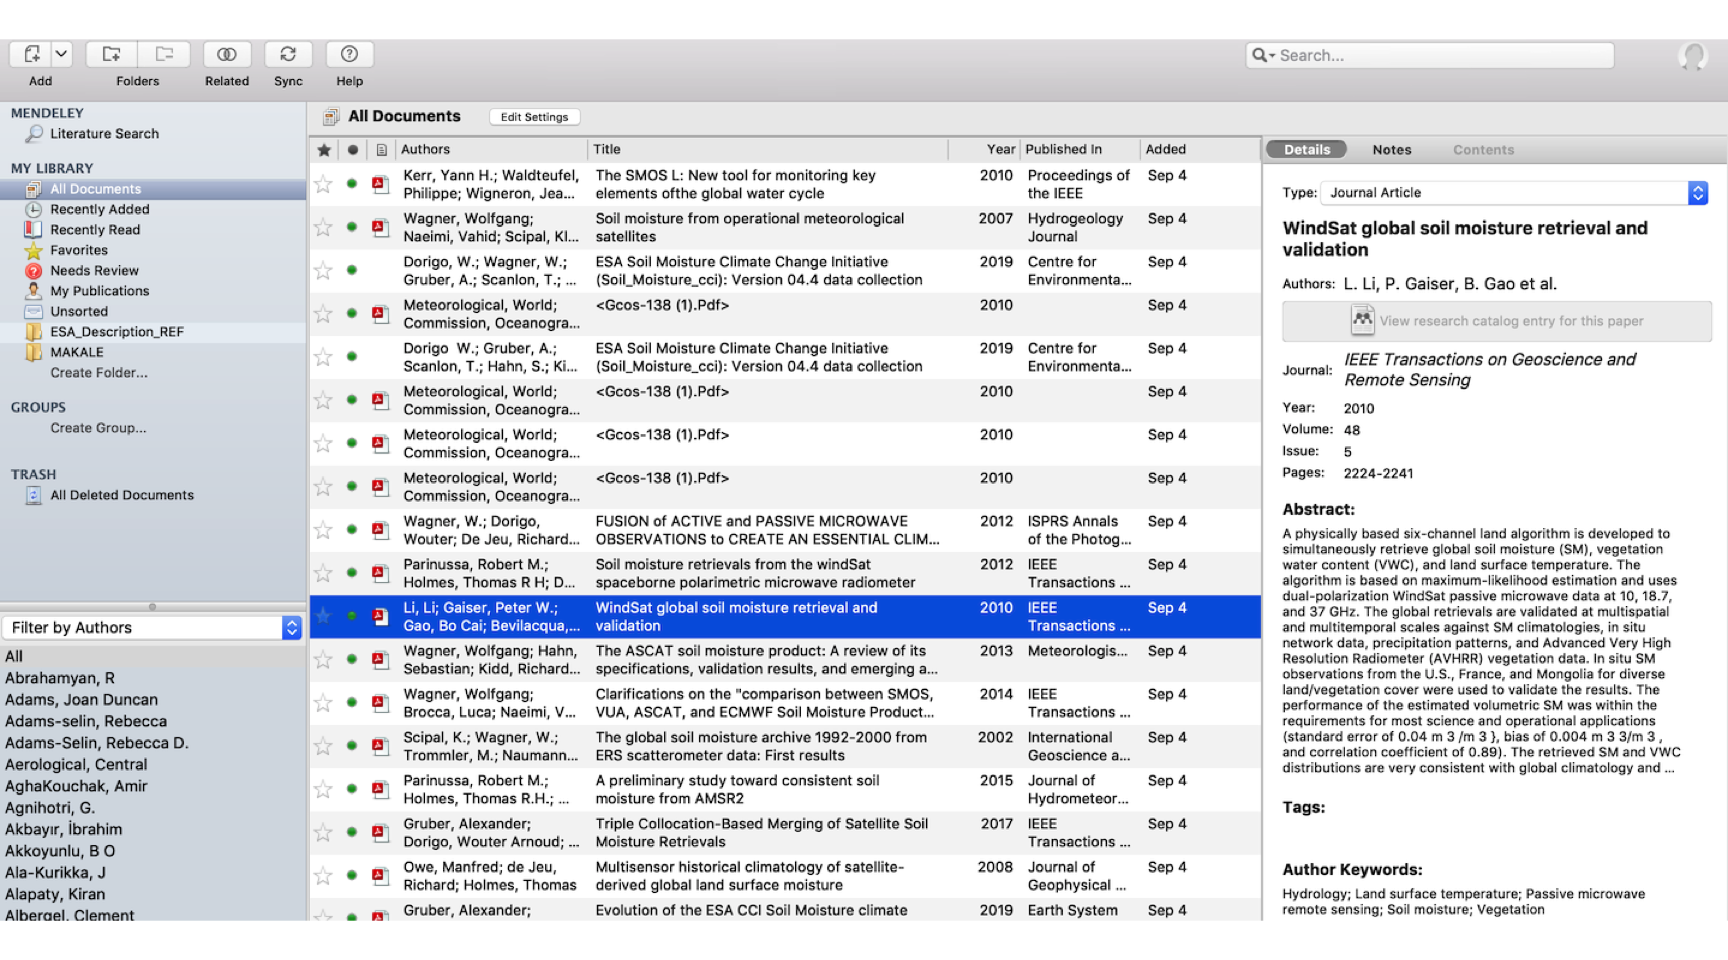 Search...
Add
Folders
Related
Sync
Help
MENDELEY
Literature Search
MY LIBRARY
All Documents
Recently Added
Recently Read
Favorites
Needs Review
My Publications
Unsorted
ESA_Description_REF
MAKALE
Create Folder...
GROUPS
Create Group...
TRASH
All Deleted Documents
Filter by Authors
All
Abrahamyan, R
Adams, Joan Duncan
Adams-selin, Rebecca
Adams-Selin, Rebecca D.
Aerological, Central
AghaKouchak, Amir
Agnihotri, G.
Akbayır, İbrahim
Akkoyunlu, B O
Ala-Kurikka, J
Alapaty, Kiran
Albergel, Clement
All Documents Edit Settings
Authors Title Year Published In Added
Kerr, Yann H.; Waldteufel, The SMOS L: New tool for monitoring key 2010 Proceedings of Sep 4
Philippe; Wigneron, Jea... elements ofthe global water cycle the IEEE
Wagner, Wolfgang; Soil moisture from operational meteorological 2007 Hydrogeology Sep 4
Naeimi, Vahid; Scipal, Kl... satellites Journal
Dorigo, W.; Wagner, W.; ESA Soil Moisture Climate Change Initiative 2019 Centre for Sep 4
Gruber, A.; Scanlon, T.; ... (Soil_Moisture_cci): Version 04.4 data collection Environmenta...
Meteorological, World; <Gcos-138 (1).Pdf> 2010 Sep 4
Commission, Oceanogra...
Dorigo W.; Gruber, A.; ESA Soil Moisture Climate Change Initiative 2019 Centre for Sep 4
Scanlon, T.; Hahn, S.; Ki... (Soil_Moisture_cci): Version 04.4 data collection Environmenta...
Meteorological, World; <Gcos-138 (1).Pdf> 2010 Sep 4
Commission, Oceanogra...
Meteorological, World; <Gcos-138 (1).Pdf> 2010 Sep 4
Commission, Oceanogra...
Meteorological, World; <Gcos-138 (1).Pdf> 2010 Sep 4
Commission, Oceanogra...
Wagner, W.; Dorigo, FUSION of ACTIVE and PASSIVE MICROWAVE 2012 ISPRS Annals Sep 4
Wouter; De Jeu, Richard... OBSERVATIONS to CREATE AN ESSENTIAL CLIM... of the Photog...
Parinussa, Robert M.; Soil moisture retrievals from the windSat 2012 IEEE Sep 4
Holmes, Thomas R H; D... spaceborne polarimetric microwave radiometer Transactions ...
Li, Li; Gaiser, Peter W.; WindSat global soil moisture retrieval and 2010 IEEE Sep 4
Gao, Bo Cai; Bevilacqua,... validation Transactions ...
Wagner, Wolfgang; Hahn, The ASCAT soil moisture product: A review of its 2013 Meteorologis... Sep 4
Sebastian; Kidd, Richard... specifications, validation results, and emerging a...
Wagner, Wolfgang; Clarifications on the "comparison between SMOS, 2014 IEEE Sep 4
Brocca, Luca; Naeimi, V... VUA, ASCAT, and ECMWF Soil Moisture Product... Transactions ...
Scipal, K.; Wagner, W.; The global soil moisture archive 1992-2000 from 2002 International Sep 4
Trommler, M.; Naumann... ERS scatterometer data: First results Geoscience a...
Parinussa, Robert M.; A preliminary study toward consistent soil 2015 Journal of Sep 4
Holmes, Thomas R.H.; ... moisture from AMSR2 Hydrometeor...
Gruber, Alexander; Triple Collocation-Based Merging of Satellite Soil 2017 IEEE Sep 4
Dorigo, Wouter Arnoud; ... Moisture Retrievals Transactions ...
Owe, Manfred; de Jeu, Multisensor historical climatology of satellite- 2008 Journal of Sep 4
Richard; Holmes, Thomas derived global land surface moisture Geophysical ...
Gruber, Alexander; Evolution of the ESA CCI Soil Moisture climate 2019 Earth System Sep 4
Details Notes Contents
Type: Journal Article
WindSat global soil moisture retrieval and
validation
Authors: L. Li, P. Gaiser, B. Gao et al.
View research catalog entry for this paper
Journal: IEEE Transactions on Geoscience and
Remote Sensing
Year: 2010
Volume: 48
Issue: 5
Pages: 2224-2241
Abstract:
A physically based six-channel land algorithm is developed to
simultaneously retrieve global soil moisture (SM), vegetation
water content (VWC), and land surface temperature. The
algorithm is based on maximum-likelihood estimation and uses
dual-polarization WindSat passive microwave data at 10, 18.7,
and 37 GHz. The global retrievals are validated at multispatial
and multitemporal scales against SM climatologies, in situ
network data, precipitation patterns, and Advanced Very High
Resolution Radiometer (AVHRR) vegetation data. In situ SM
observations from the U.S., France, and Mongolia for diverse
land/vegetation cover were used to validate the results. The
performance of the estimated volumetric SM was within the
requirements for most science and operational applications
(standard error of 0.04 m 3 /m 3 }, bias of 0.004 m 3 3/m 3 ,
and correlation coefficient of 0.89). The retrieved SM and VWC
distributions are very consistent with global climatology and ...
Tags:
Author Keywords:
Hydrology; Land surface temperature; Passive microwave
remote sensing; Soil moisture; Vegetation